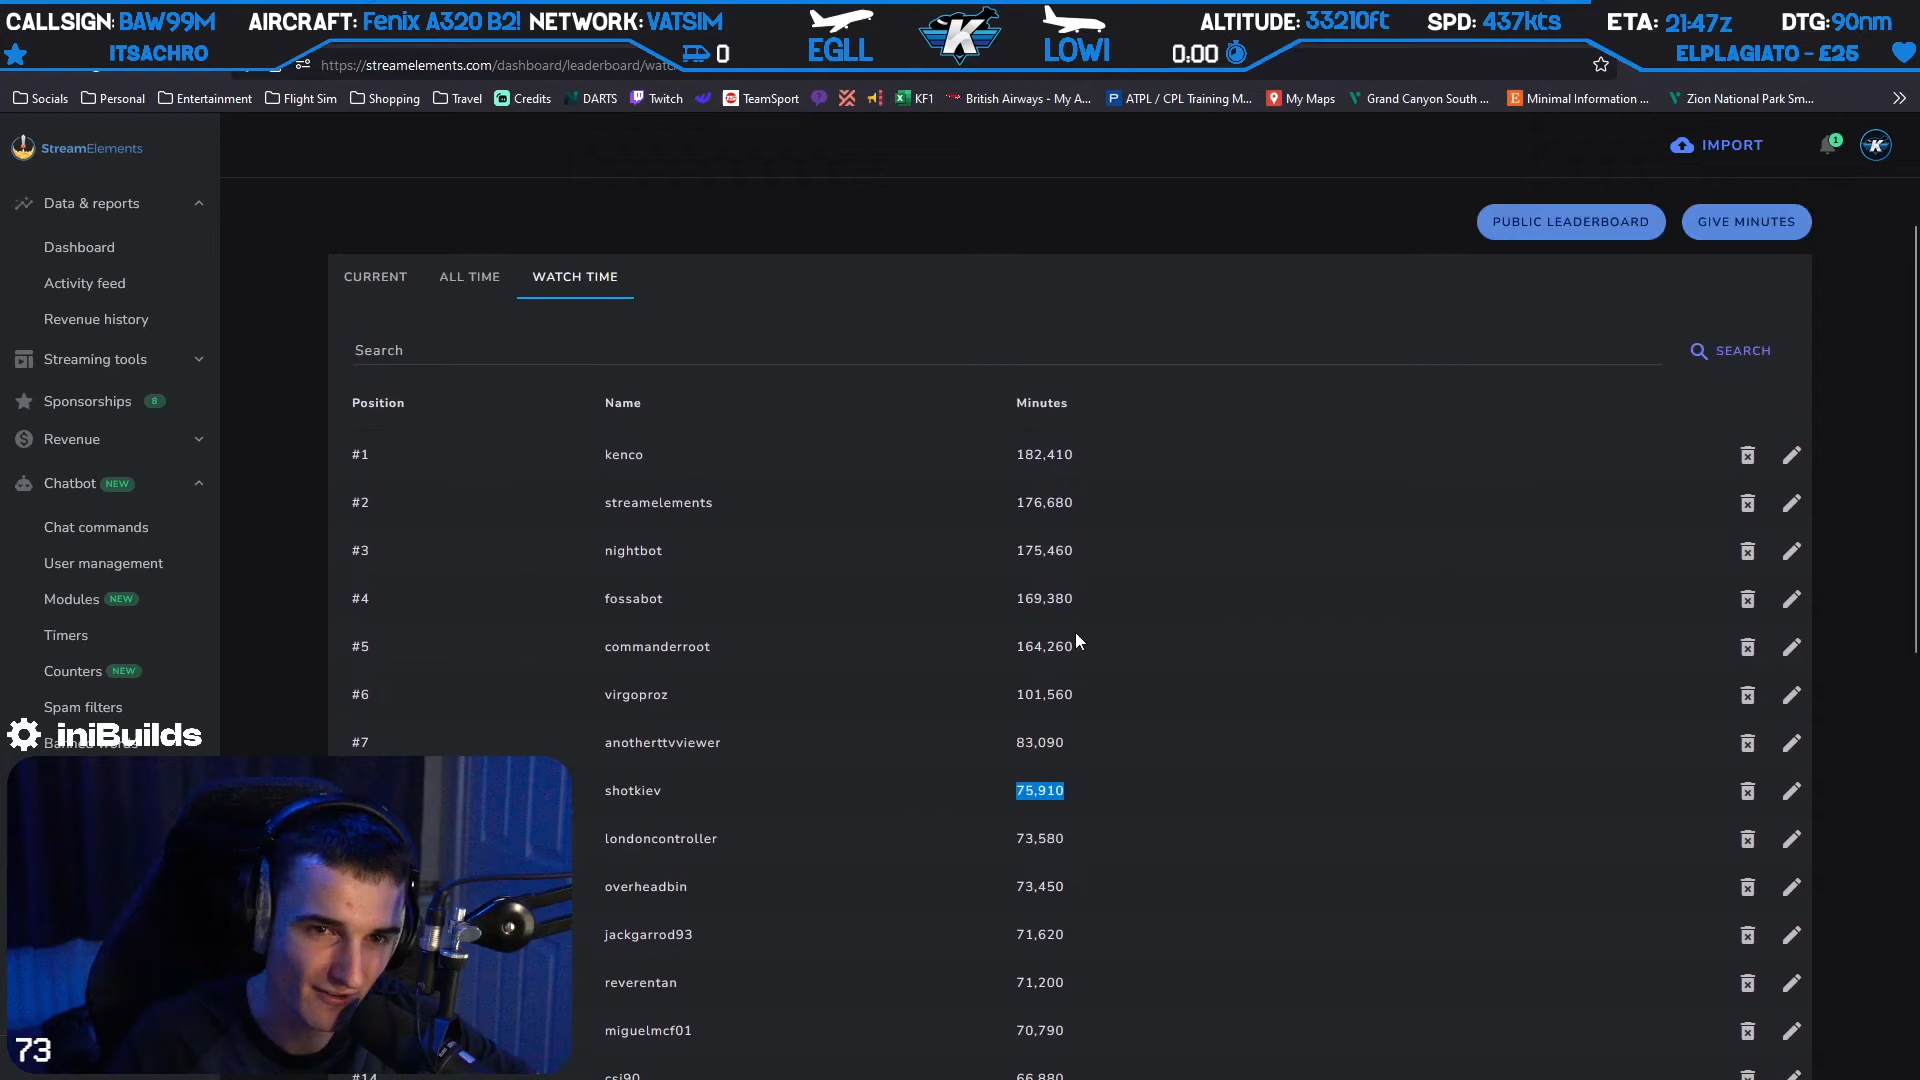 CALLSIGN: BAW99M AIRCRAFT: Fenix A320 B2! NETWORK: VATSIM ALTITUDE: 33210ft SPD: 437kts ETA: 21:47z DTG: 90nm
ITSACHRO 0 EGLL K LOWI 0:00 ELPLAGIATO - £25
https://streamelements.com/dashboard/leaderboard/watc
Socials Personal Entertainment Flight Sim Shopping Travel Credits DARTS Twitch TeamSport KF1 British Airways - My A... ATPL / CPL Training M... My Maps Grand Canyon South ... Minimal Information ... Zion National Park Sm...
StreamElements
IMPORT 1
Data & reports
Dashboard
Activity feed
Revenue history
Streaming tools
Sponsorships 8
Revenue
Chatbot NEW
Chat commands
User management
Modules NEW
Timers
Counters NEW
Spam filters
iniBuilds
PUBLIC LEADERBOARD GIVE MINUTES
CURRENT ALL TIME WATCH TIME
Search SEARCH
Position Name Minutes
#1 kenco 182,410
#2 streamelements 176,680
#3 nightbot 175,460
#4 fossabot 169,380
#5 commanderroot 164,260
#6 virgoproz 101,560
#7 anotherttvviewer 83,090
shotkiev 75,910
londoncontroller 73,580
overheadbin 73,450
jackgarrod93 71,620
reverentan 71,200
miguelmcf01 70,790
#14 csi90 66,880
73